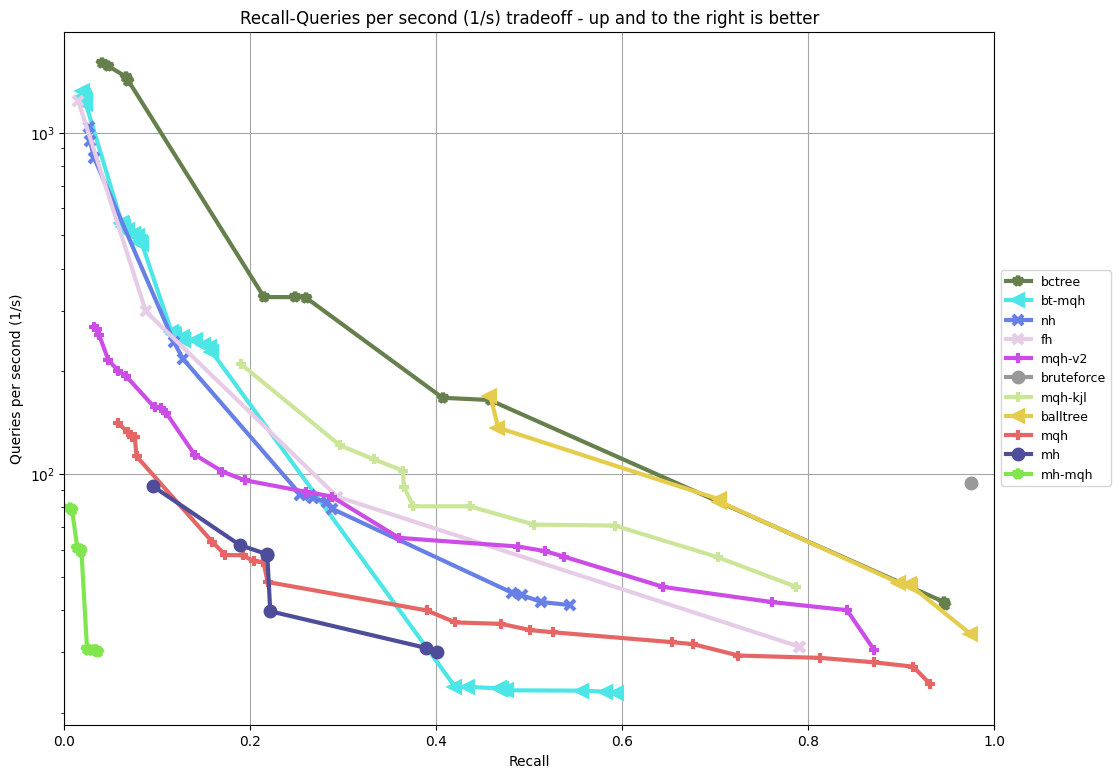 Recall-Queries per second (1/s) tradeoff - up and to the right is better
Queries per second (1/s)
10³
10²
0.0 0.2 0.4 0.6 0.8 1.0
Recall
bctree
bt-mqh
nh
fh
mqh-v2
bruteforce
mqh-kjl
balltree
mqh
mh
mh-mqh